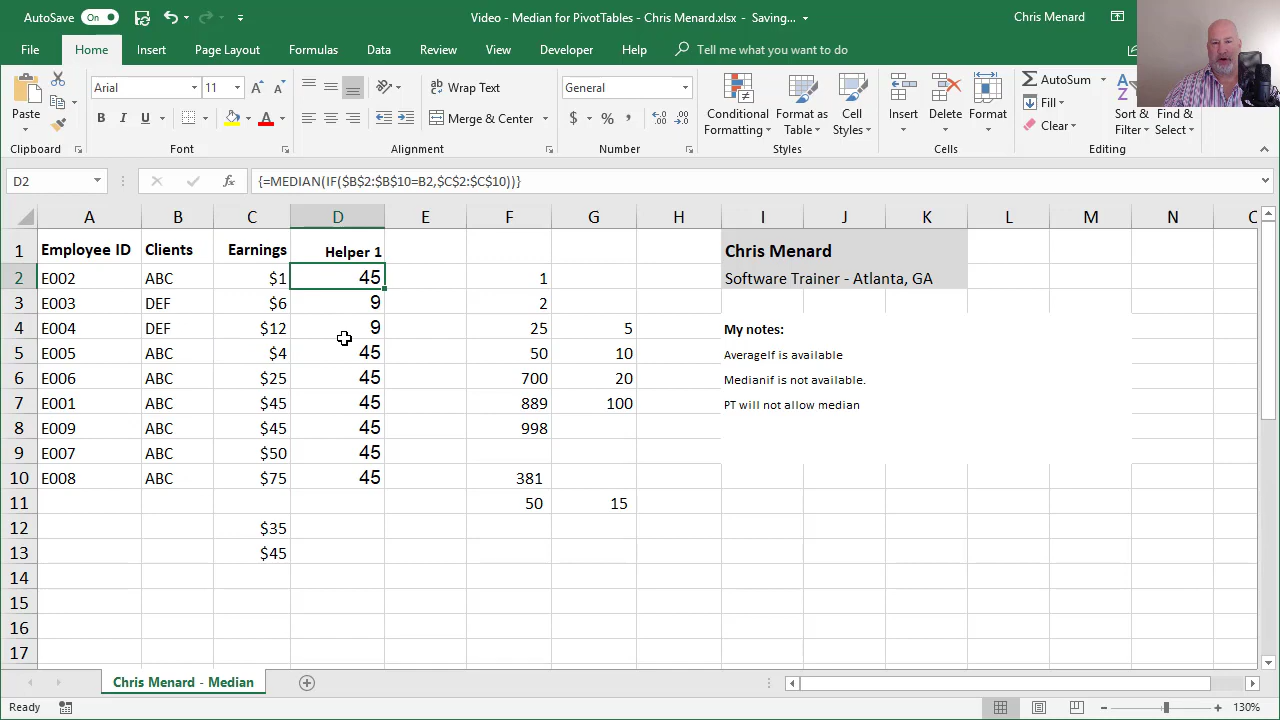 AutoSave On Video - Median for PivotTables - Chris Menard.xlsx - Saving... Chris Menard
File Home Insert Page Layout Formulas Data Review View Developer Help Tell me what you want to do
Paste Arial 11 Wrap Text General Conditional Formatting Format as Table Cell Styles Insert Delete Format AutoSum Sort & Filter Find & Select
B I U Merge & Center $ % , Fill
Clear
Clipboard Font Alignment Number Styles Cells Editing
D2 fx {=MEDIAN(IF($B$2:$B$10=B2,$C$2:$C$10))}
A B C D E F G H I J K L M N
1 Employee ID Clients Earnings Helper 1 Chris Menard
2 E002 ABC $1 45 1 Software Trainer - Atlanta, GA
3 E003 DEF $6 9 2
4 E004 DEF $12 9 25 5 My notes:
5 E005 ABC $4 45 50 10 AverageIf is available
6 E006 ABC $25 45 700 20 Medianif is not available.
7 E001 ABC $45 45 889 100 PT will not allow median
8 E009 ABC $45 45 998
9 E007 ABC $50 45
10 E008 ABC $75 45 381
11 50 15
12 $35
13 $45
14
15
16
17
Chris Menard - Median
Ready 130%